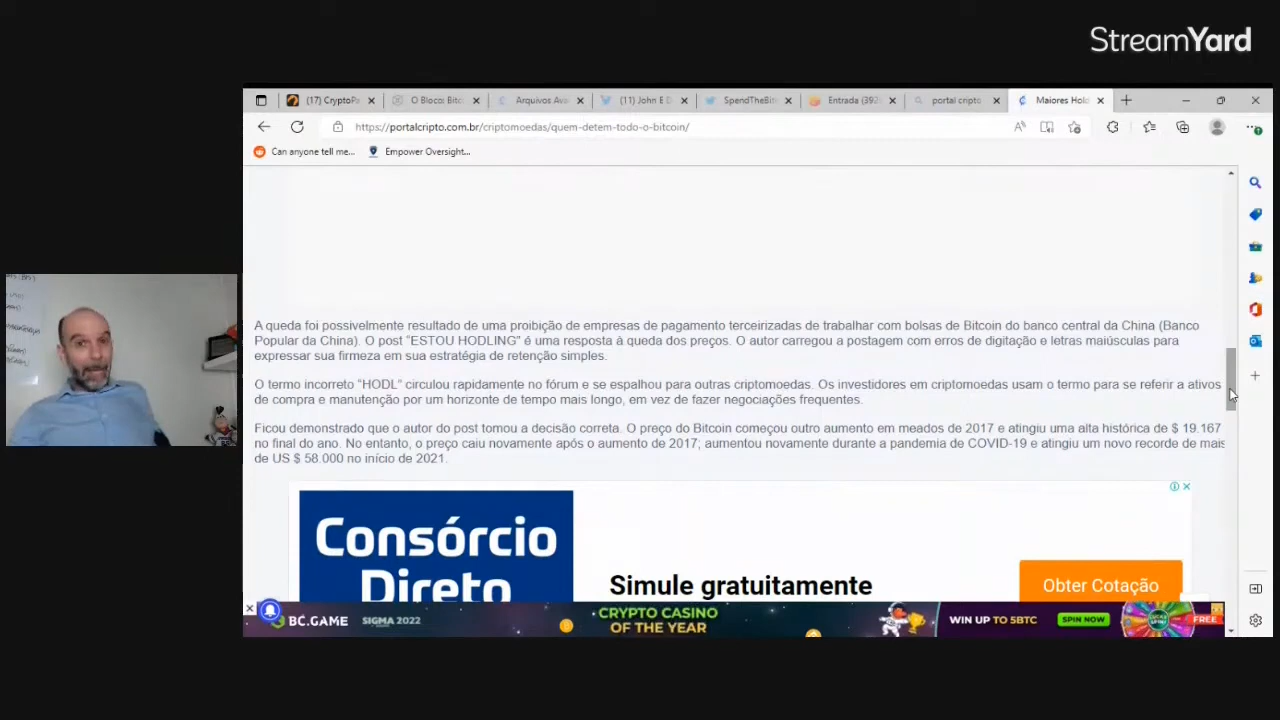 StreamYard
(17) CryptoPa
O Bloco: Bitc
Arquivos Ava
(11) John E D
SpendTheBit
Entrada (392
portal cripto
Maiores Hold
https://portalcripto.com.br/criptomoedas/quem-detem-todo-o-bitcoin/
Can anyone tell me...
Empower Oversight...
A queda foi possivelmente resultado de uma proibição de empresas de pagamento terceirizadas de trabalhar com bolsas de Bitcoin do banco central da China (Banco
Popular da China). O post "ESTOU HODLING" é uma resposta à queda dos preços. O autor carregou a postagem com erros de digitação e letras maiúsculas para
expressar sua firmeza em sua estratégia de retenção simples.
O termo incorreto "HODL" circulou rapidamente no fórum e se espalhou para outras criptomoedas. Os investidores em criptomoedas usam o termo para se referir a ativos
de compra e manutenção por um horizonte de tempo mais longo, em vez de fazer negociações frequentes.
Ficou demonstrado que o autor do post tomou a decisão correta. O preço do Bitcoin começou outro aumento em meados de 2017 e atingiu uma alta histórica de $ 19.167
no final do ano. No entanto, o preço caiu novamente após o aumento de 2017; aumentou novamente durante a pandemia de COVID-19 e atingiu um novo recorde de mais
de US $ 58.000 no início de 2021.
Consórcio
Direto
Simule gratuitamente
Obter Cotação
BC.GAME SIGMA 2022
CRYPTO CASINO
OF THE YEAR
WIN UP TO 5BTC
SPIN NOW
FREE